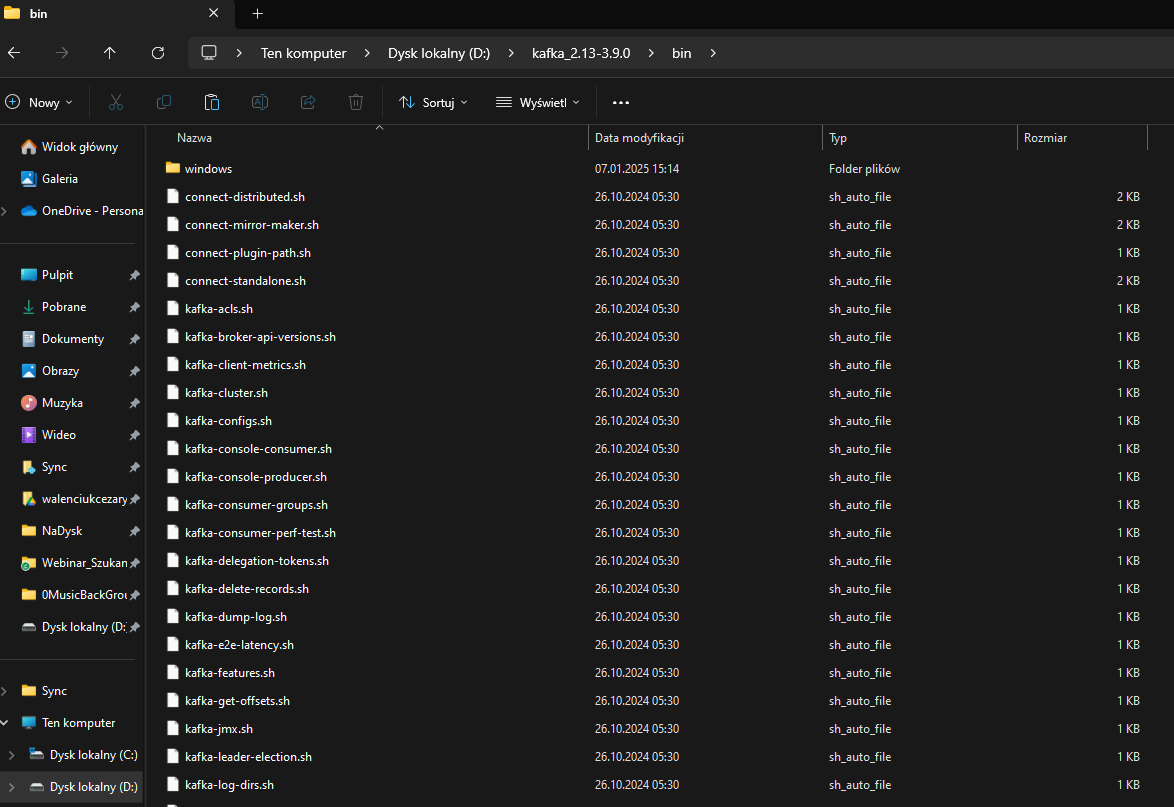 bin
Ten komputer > Dysk lokalny (D:) > kafka_2.13-3.9.0 > bin >
Nowy Sortuj Wyświetl
Widok główny
Galeria
OneDrive - Persona
Pulpit
Pobrane
Dokumenty
Obrazy
Muzyka
Wideo
Sync
walenciukcezary
NaDysk
Webinar_Szukan
0MusicBackGrou
Dysk lokalny (D:
Sync
Ten komputer
Dysk lokalny (C:)
Dysk lokalny (D:)
Nazwa Data modyfikacji Typ Rozmiar
windows 07.01.2025 15:14 Folder plików
connect-distributed.sh 26.10.2024 05:30 sh_auto_file 2 KB
connect-mirror-maker.sh 26.10.2024 05:30 sh_auto_file 2 KB
connect-plugin-path.sh 26.10.2024 05:30 sh_auto_file 1 KB
connect-standalone.sh 26.10.2024 05:30 sh_auto_file 2 KB
kafka-acls.sh 26.10.2024 05:30 sh_auto_file 1 KB
kafka-broker-api-versions.sh 26.10.2024 05:30 sh_auto_file 1 KB
kafka-client-metrics.sh 26.10.2024 05:30 sh_auto_file 1 KB
kafka-cluster.sh 26.10.2024 05:30 sh_auto_file 1 KB
kafka-configs.sh 26.10.2024 05:30 sh_auto_file 1 KB
kafka-console-consumer.sh 26.10.2024 05:30 sh_auto_file 1 KB
kafka-console-producer.sh 26.10.2024 05:30 sh_auto_file 1 KB
kafka-consumer-groups.sh 26.10.2024 05:30 sh_auto_file 1 KB
kafka-consumer-perf-test.sh 26.10.2024 05:30 sh_auto_file 1 KB
kafka-delegation-tokens.sh 26.10.2024 05:30 sh_auto_file 1 KB
kafka-delete-records.sh 26.10.2024 05:30 sh_auto_file 1 KB
kafka-dump-log.sh 26.10.2024 05:30 sh_auto_file 1 KB
kafka-e2e-latency.sh 26.10.2024 05:30 sh_auto_file 1 KB
kafka-features.sh 26.10.2024 05:30 sh_auto_file 1 KB
kafka-get-offsets.sh 26.10.2024 05:30 sh_auto_file 1 KB
kafka-jmx.sh 26.10.2024 05:30 sh_auto_file 1 KB
kafka-leader-election.sh 26.10.2024 05:30 sh_auto_file 1 KB
kafka-log-dirs.sh 26.10.2024 05:30 sh_auto_file 1 KB